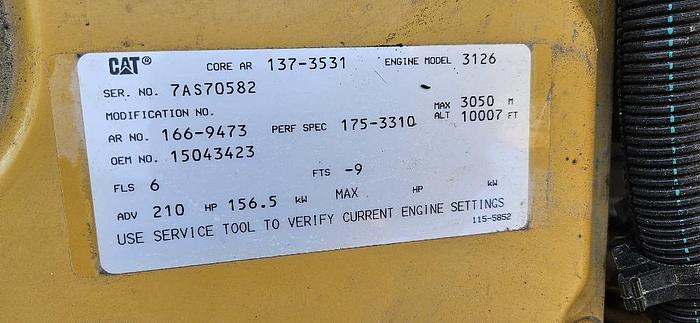 CAT® CORE AR 137-3531 ENGINE MODEL 3126
SER. NO. 7AS70582
MODIFICATION NO. MAX 3050 M
ALT 10007 FT
AR NO. 166-9473 PERF SPEC 175-3310
OEM NO. 15043423
FLS 6 FTS -9
ADV 210 HP 156.5 kW MAX HP kW
USE SERVICE TOOL TO VERIFY CURRENT ENGINE SETTINGS
115-5852